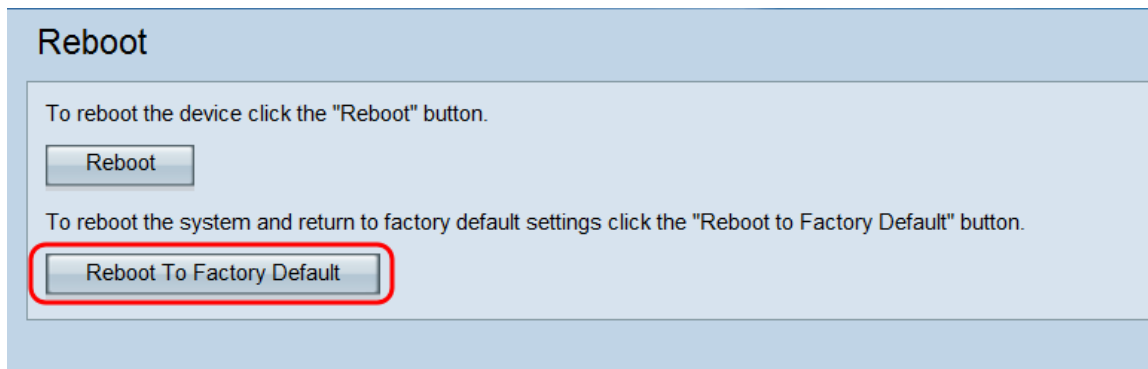 Reboot
To reboot the device click the "Reboot" button.
Reboot
To reboot the system and return to factory default settings click the "Reboot to Factory Default" button.
Reboot To Factory Default